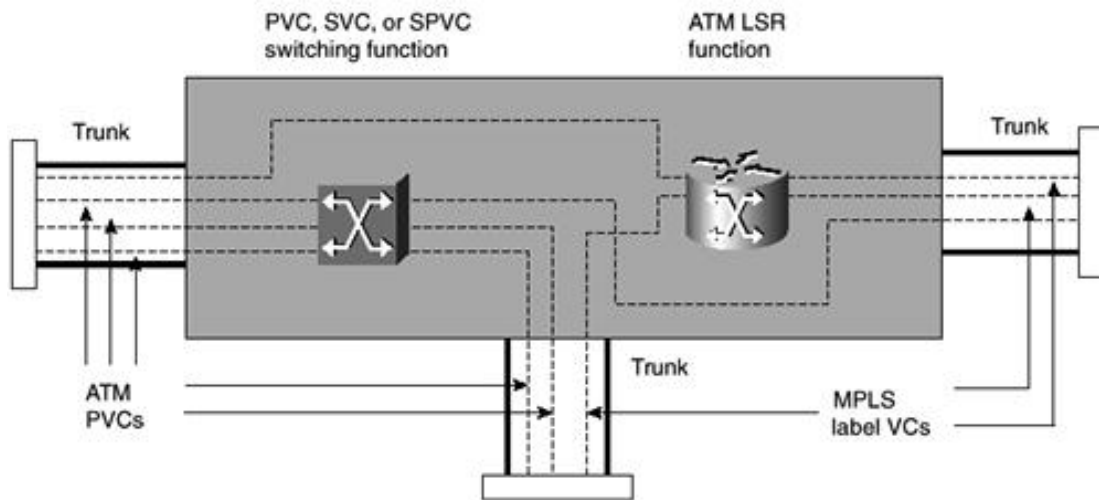 PVC, SVC, or SPVC
switching function
ATM LSR
function
Trunk
Trunk
Trunk
ATM
PVCs
MPLS
label VCs